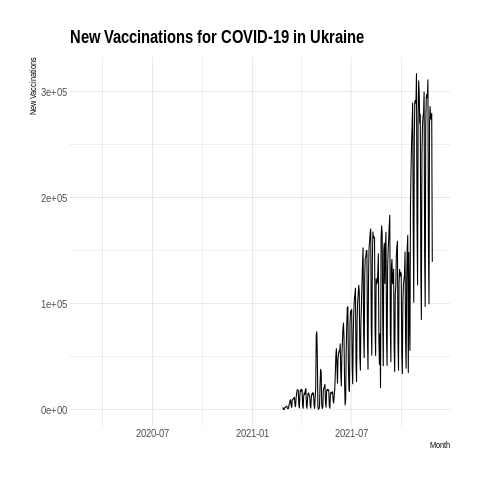 New Vaccinations for COVID-19 in Ukraine
New Vaccinations
3e+05
2e+05
1e+05
0e+00
2020-07
2021-01
2021-07
Month